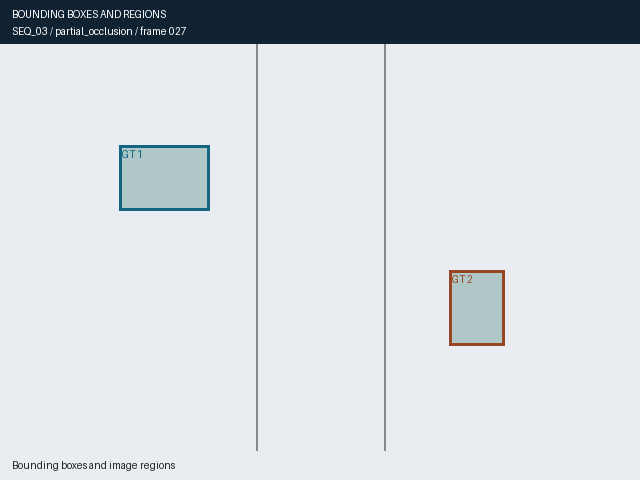 BOUNDING BOXES AND REGIONS
SEQ_03 / partial_occlusion / frame 027
GT1
GT2
Bounding boxes and image regions